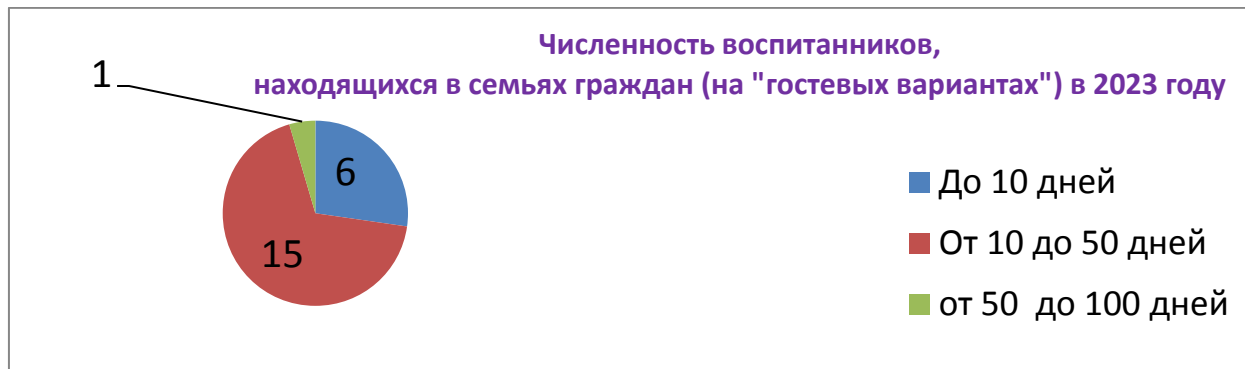 Численность воспитанников,
находящихся в семьях граждан (на "гостевых вариантах") в 2023 году
1
6
15
До 10 дней
От 10 до 50 дней
от 50  до 100 дней